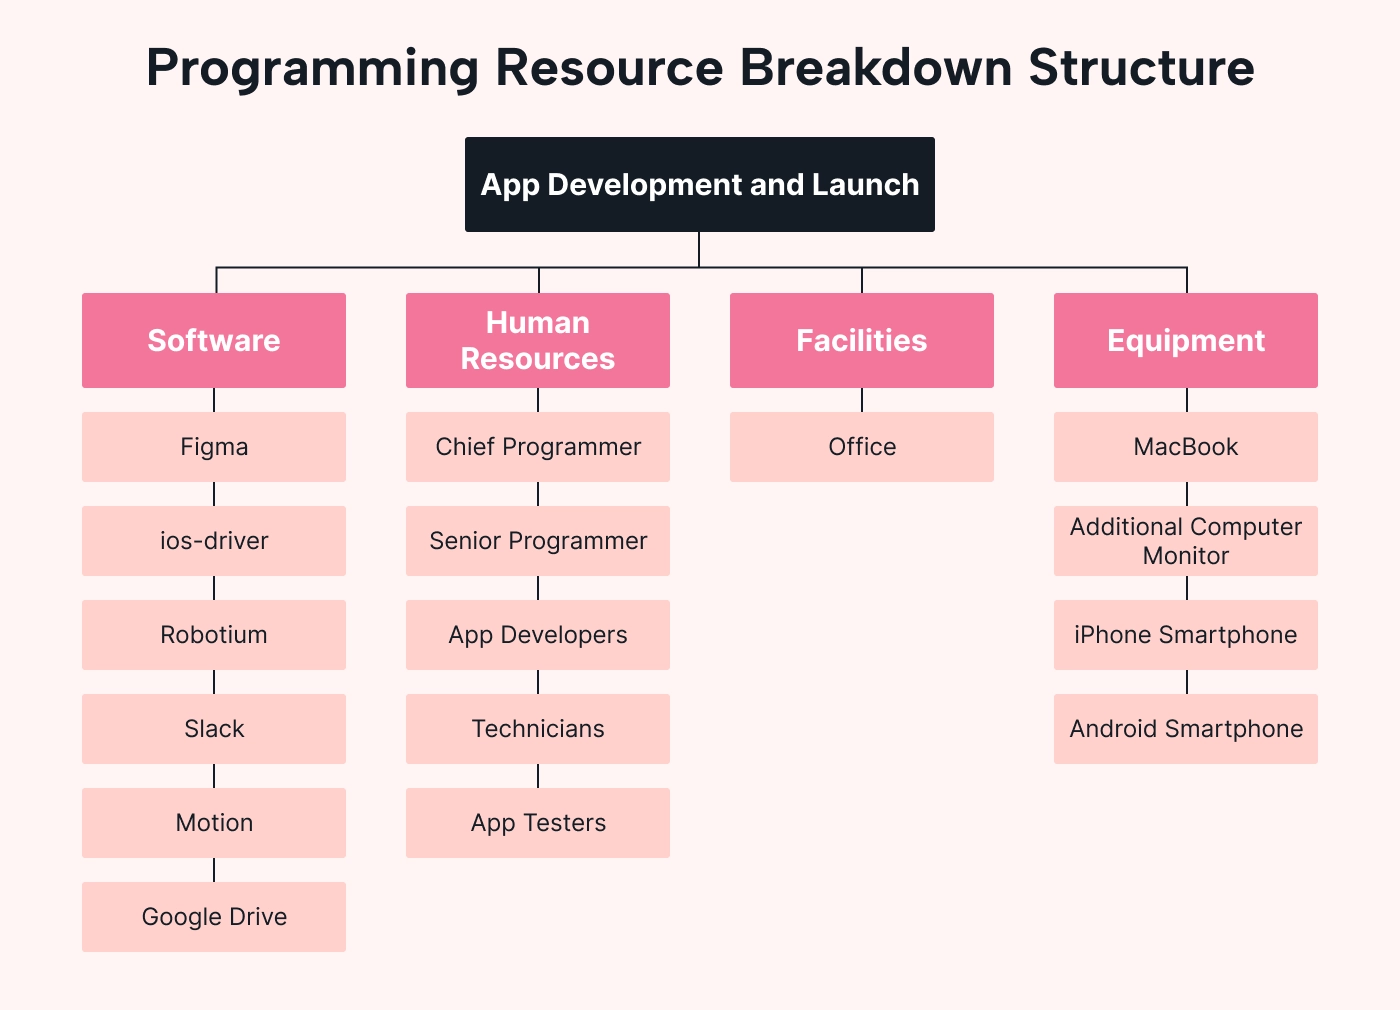 Programming Resource Breakdown Structure
App Development and Launch
Software
Figma
ios-driver
Robotium
Slack
Motion
Google Drive
Human
Resources
Chief Programmer
Senior Programmer
App Developers
Technicians
App Testers
Facilities
Office
Equipment
MacBook
Additional Computer
Monitor
iPhone Smartphone
Android Smartphone